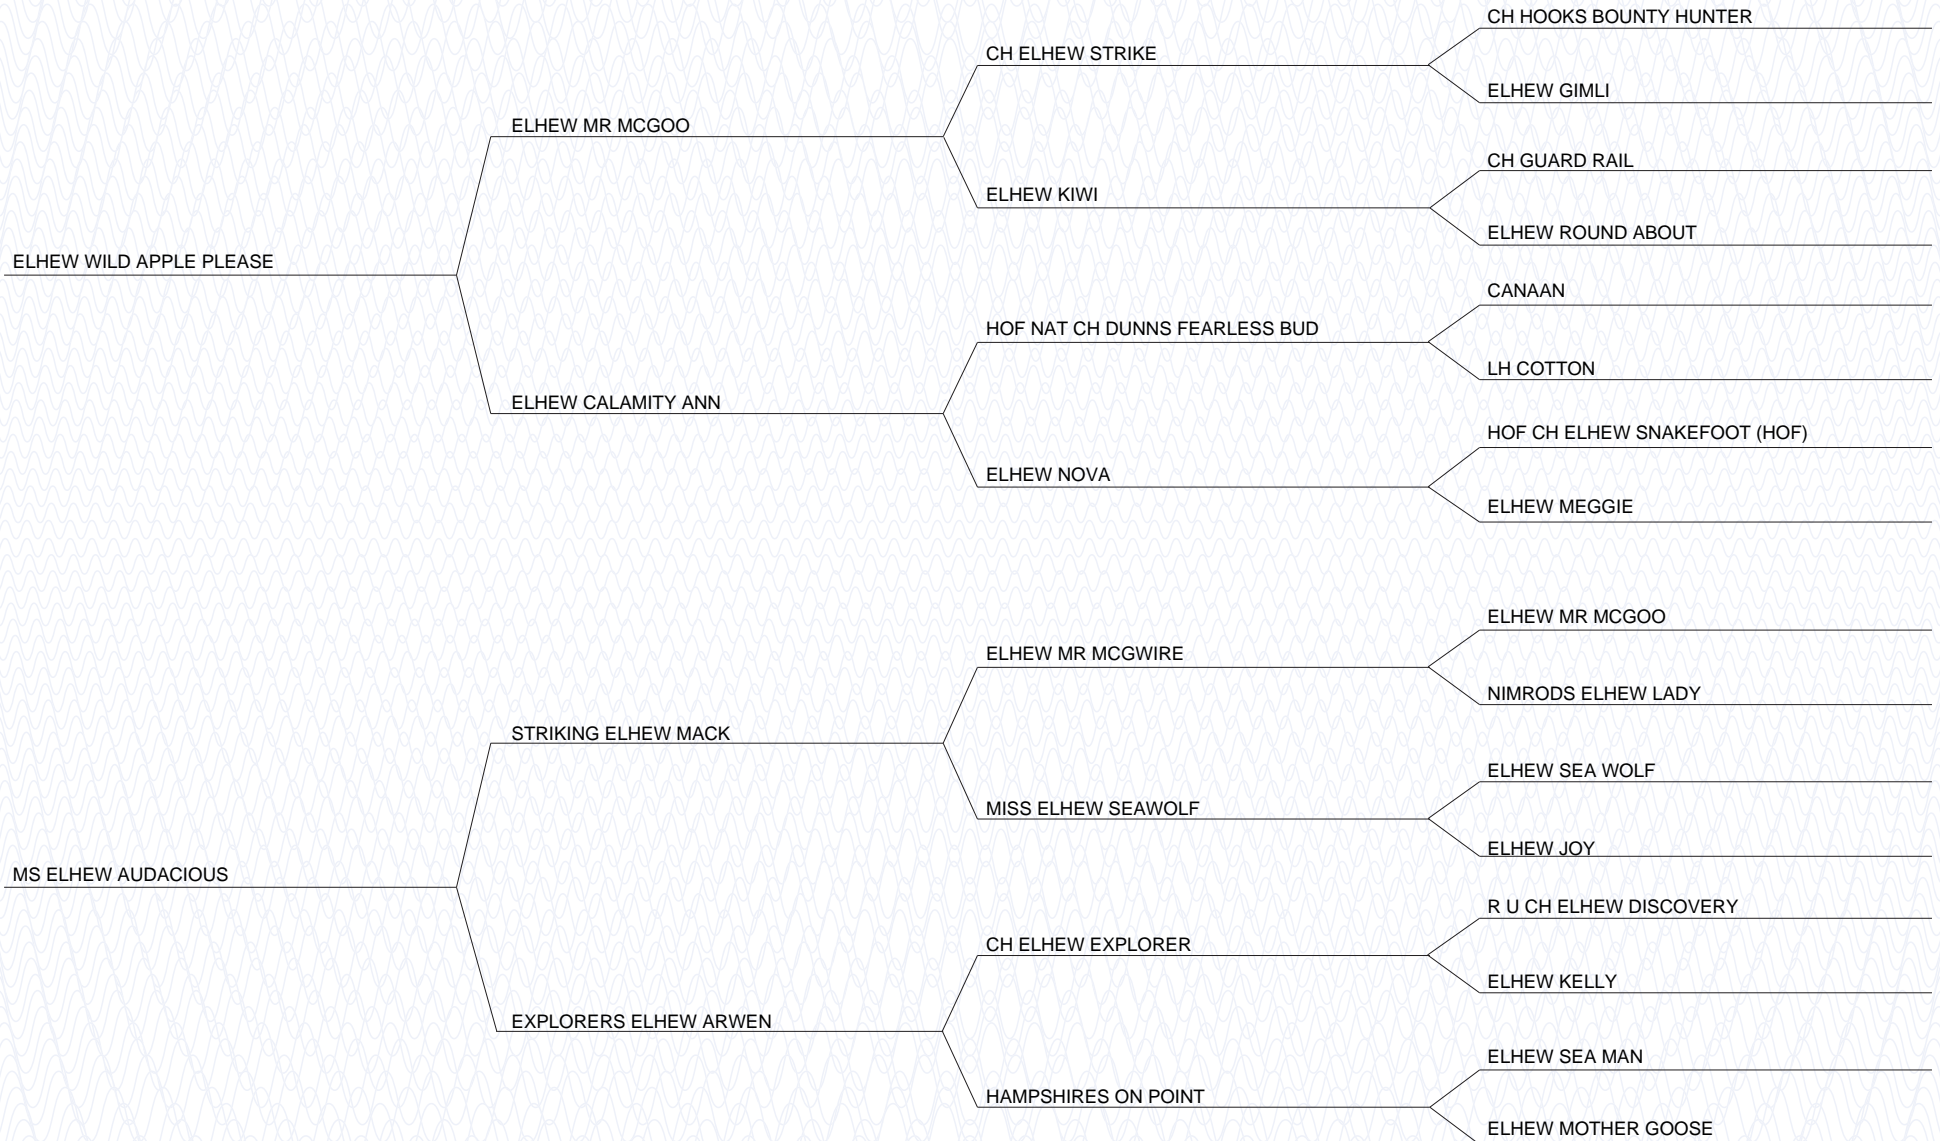 CH HOOKS BOUNTY HUNTER
CH ELHEW STRIKE
ELHEW GIMLI
ELHEW MR MCGOO
CH GUARD RAIL
ELHEW KIWI
ELHEW ROUND ABOUT
ELHEW WILD APPLE PLEASE
CANAAN
HOF NAT CH DUNNS FEARLESS BUD
LH COTTON
ELHEW CALAMITY ANN
HOF CH ELHEW SNAKEFOOT (HOF)
ELHEW NOVA
ELHEW MEGGIE
ELHEW MR MCGOO
ELHEW MR MCGWIRE
NIMRODS ELHEW LADY
STRIKING ELHEW MACK
ELHEW SEA WOLF
MISS ELHEW SEAWOLF
ELHEW JOY
MS ELHEW AUDACIOUS
R U CH ELHEW DISCOVERY
CH ELHEW EXPLORER
ELHEW KELLY
EXPLORERS ELHEW ARWEN
ELHEW SEA MAN
HAMPSHIRES ON POINT
ELHEW MOTHER GOOSE